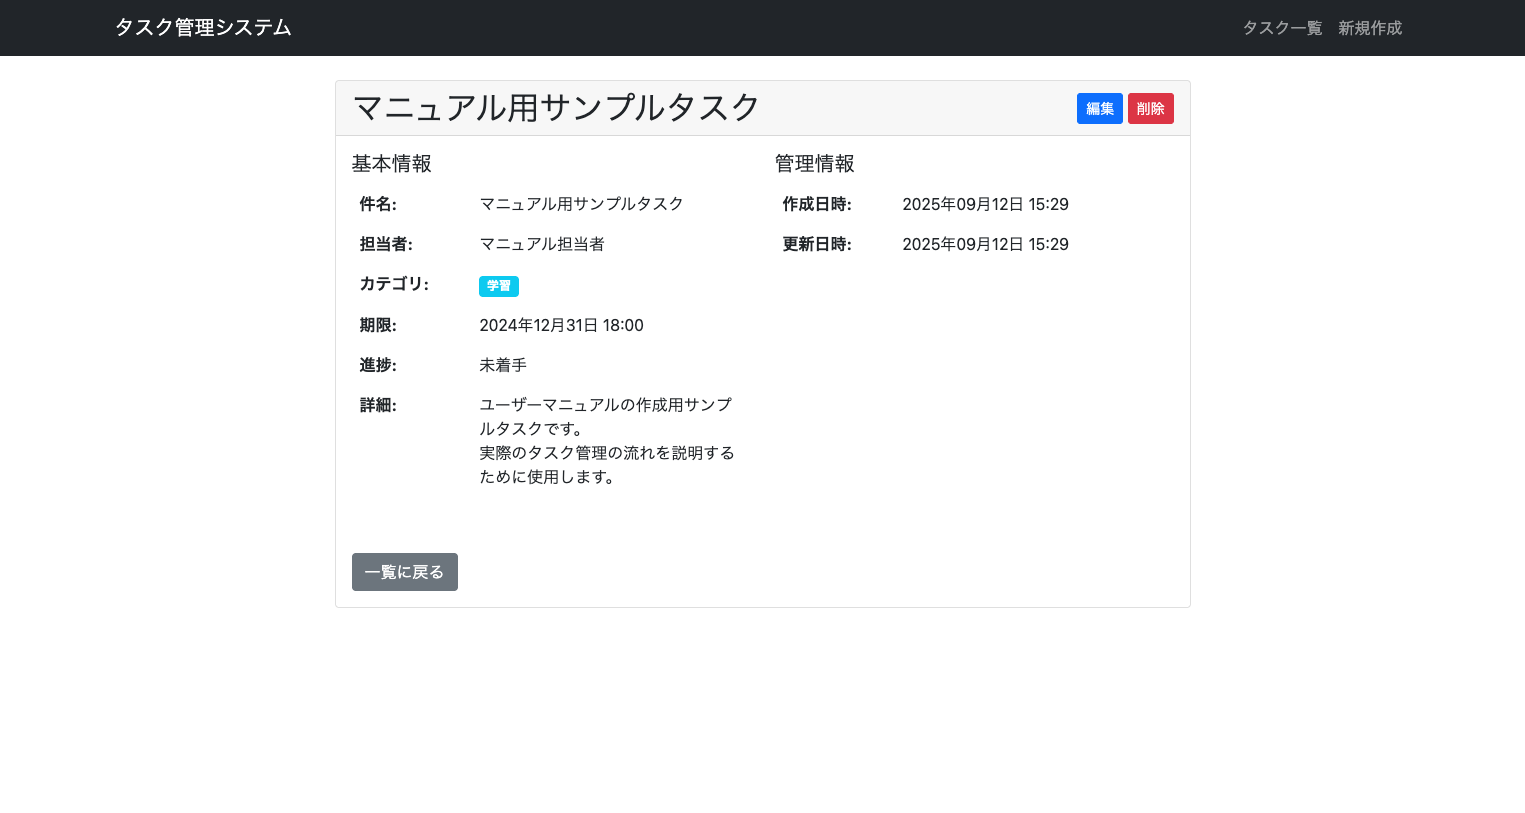 タスク管理システム
タスク一覧 新規作成
マニュアル用サンプルタスク
編集 削除
基本情報
件名: マニュアル用サンプルタスク
担当者: マニュアル担当者
カテゴリ: 学習
期限: 2024年12月31日 18:00
進捗: 未着手
詳細: ユーザーマニュアルの作成用サンプ
ルタスクです。
実際のタスク管理の流れを説明する
ために使用します。
管理情報
作成日時: 2025年09月12日 15:29
更新日時: 2025年09月12日 15:29
一覧に戻る